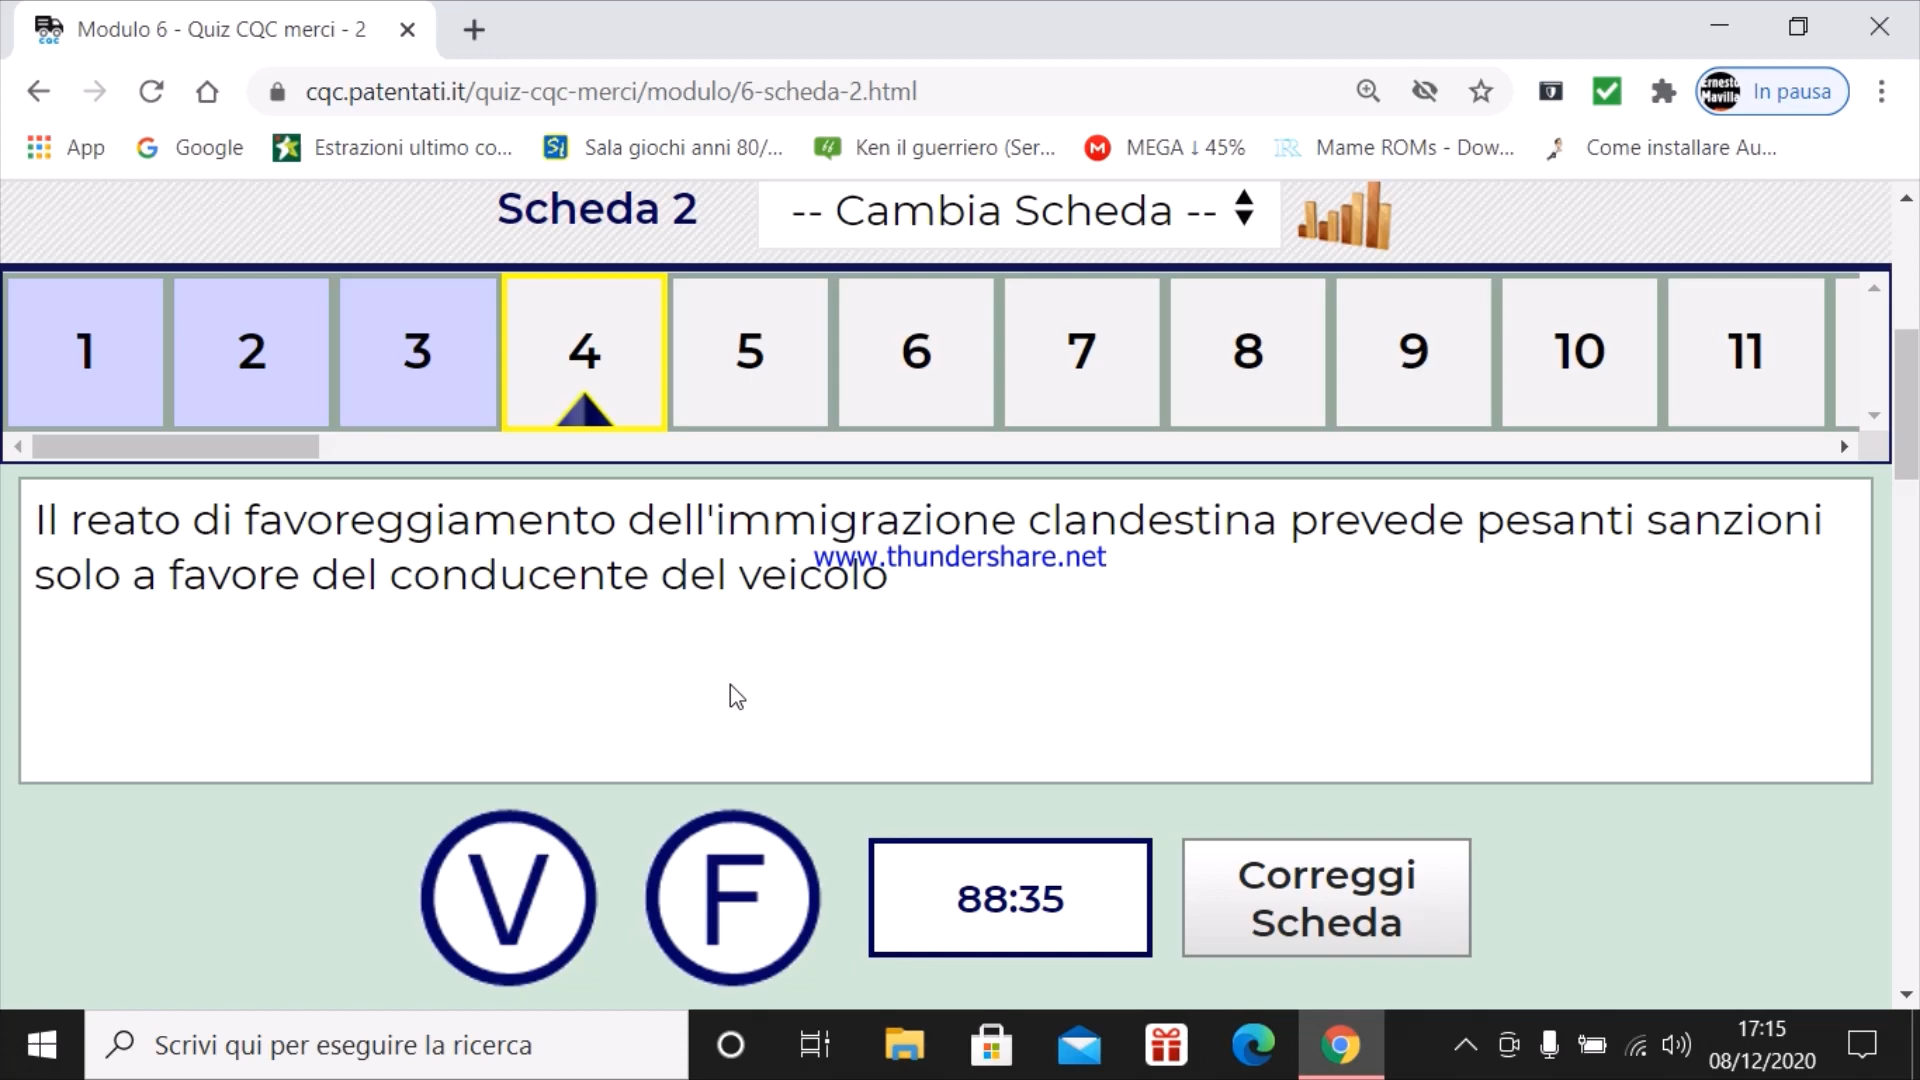 Modulo 6 - Quiz CQC merci - 2
cqc.patentati.it/quiz-cqc-merci/modulo/6-scheda-2.html
In pausa
App
Google
Estrazioni ultimo co...
Sala giochi anni 80/...
Ken il guerriero (Ser...
MEGA ↓ 45%
Mame ROMs - Dow...
Come installare Au...
Scheda 2
-- Cambia Scheda --
1 2 3 4 5 6 7 8 9 10 11
Il reato di favoreggiamento dell'immigrazione clandestina prevede pesanti sanzioni
www.thundershare.net
solo a favore del conducente del veicolo
V F
88:35
Correggi
Scheda
Scrivi qui per eseguire la ricerca
17:15
08/12/2020